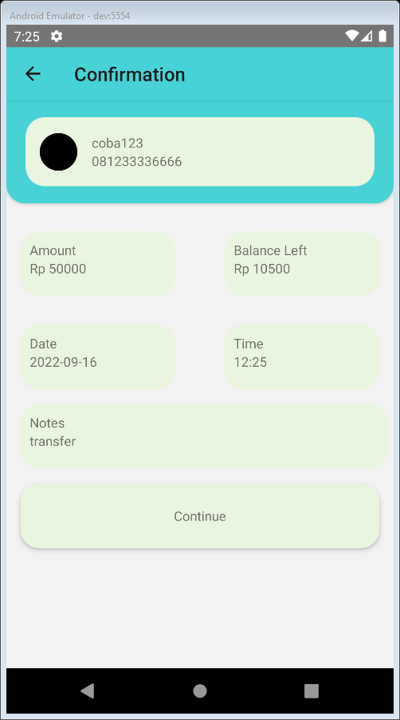 Android Emulator - dev:5554
7:25
Confirmation
coba123
081233336666
Amount
Rp 50000
Balance Left
Rp 10500
Date
2022-09-16
Time
12:25
Notes
transfer
Continue